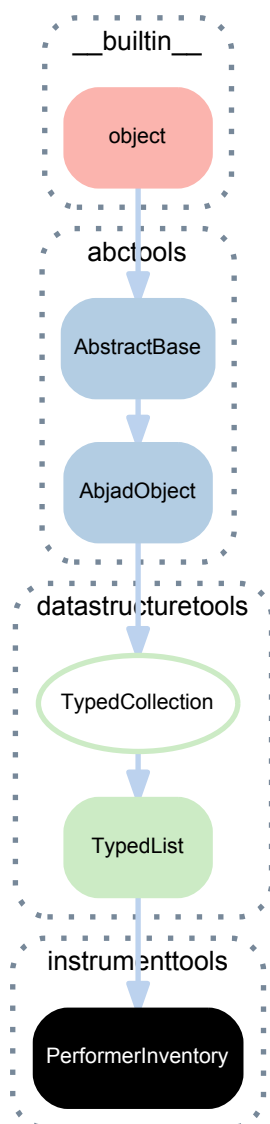 __builtin__
object
abctools
AbstractBase
AbjadObject
datastructuretools
TypedCollection
TypedList
instrumenttools
PerformerInventory